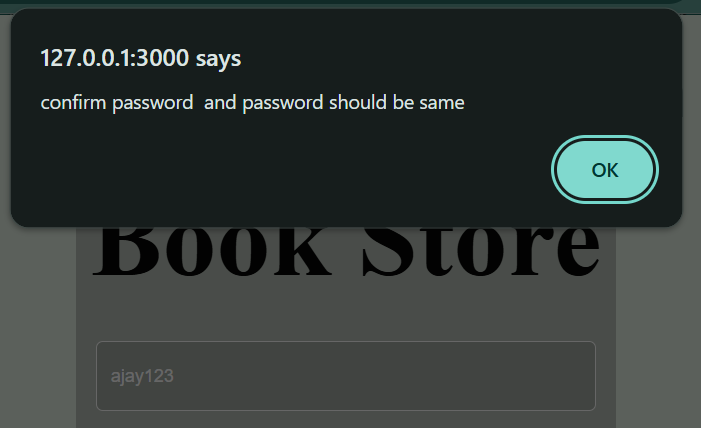 127.0.0.1:3000 says
confirm password  and password should be same
OK
Book Store
ajay123